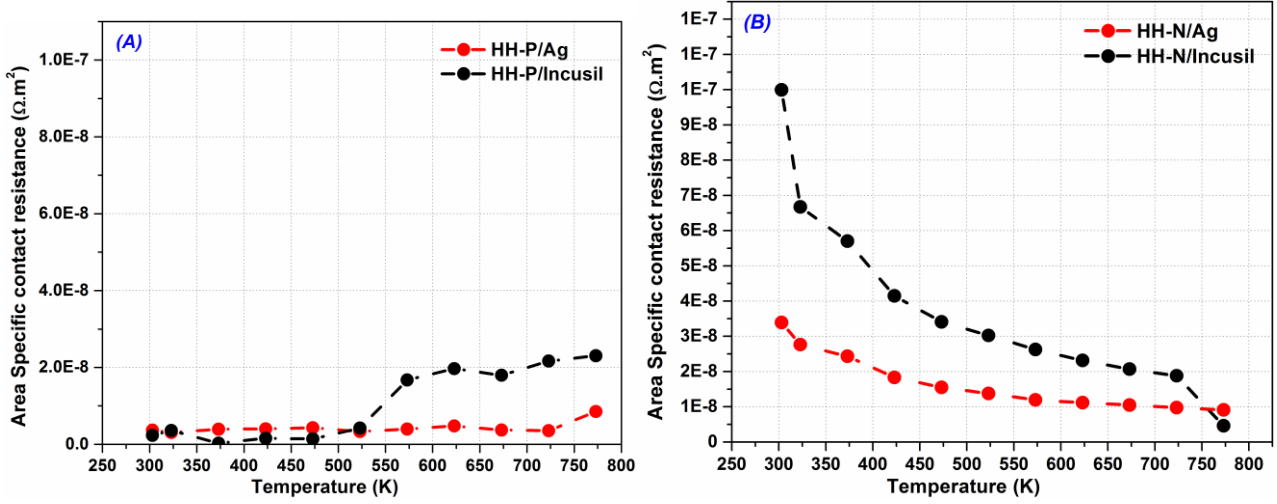 (A)
HH-P/Ag
HH-P/Incusil
Area Specific contact resistance (Ω.m²)
1.0E-7
8.0E-8
6.0E-8
4.0E-8
2.0E-8
0.0
250 300 350 400 450 500 550 600 650 700 750 800
Temperature (K)
(B)
HH-N/Ag
HH-N/Incusil
Area Specific contact resistance (Ω.m²)
1E-7
1E-7
1E-7
9E-8
8E-8
7E-8
6E-8
5E-8
4E-8
3E-8
2E-8
1E-8
0
250 300 350 400 450 500 550 600 650 700 750 800
Temperature (K)